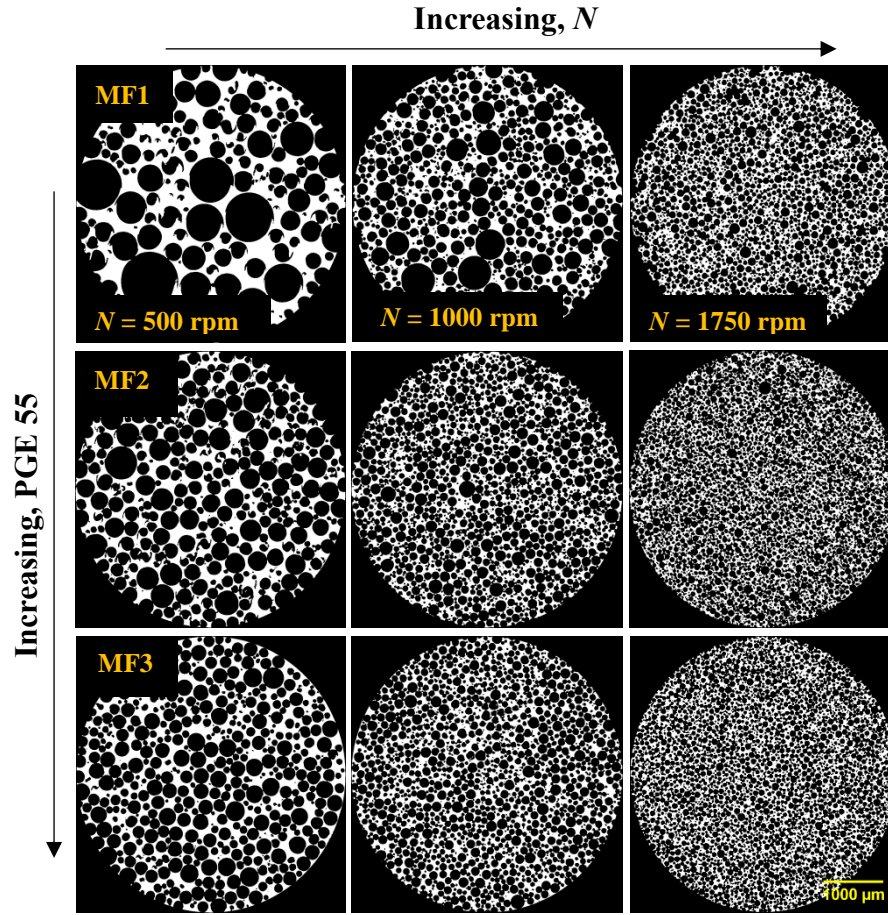 Increasing, N
Increasing, PGE 55
MF1
N = 500 rpm
N = 1000 rpm
N = 1750 rpm
MF2
MF3
1000 μm